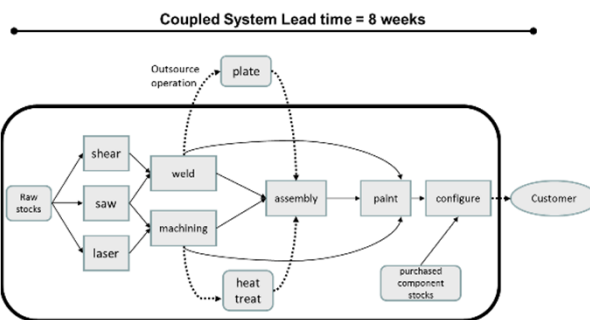 Coupled System Lead time = 8 weeks
Outsource
operation
plate
shear
weld
Raw
stocks
saw
assembly
paint
configure
Customer
machining
laser
heat
treat
purchased
component
stocks